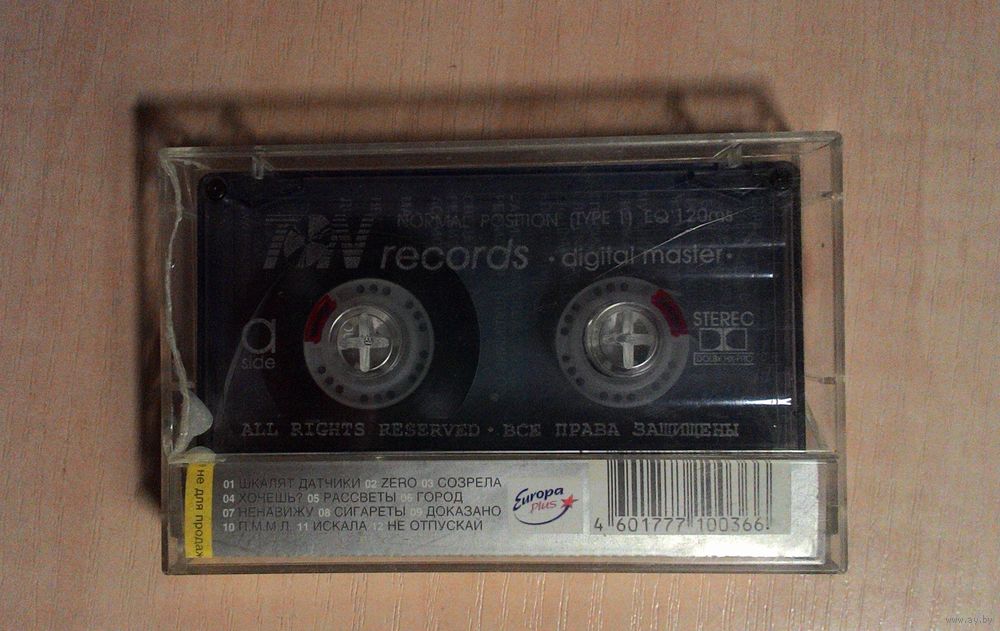 NORMAL POSITION (TYPE 1) EQ 120ms
records · digital master ·
a
side
STEREO
DOLBY HX-PRO
ALL RIGHTS RESERVED · ВСЕ ПРАВА ЗАЩИЩЕНЫ
не для продаж
01 ШКАЛЯТ ДАТЧИКИ 02 ZERO 03 СОЗРЕЛА
04 ХОЧЕШЬ? 05 РАССВЕТЫ 06 ГОРОД
07 НЕНАВИЖУ 08 СИГАРЕТЫ 09 ДОКАЗАНО
10 П.М.М.Л. 11 ИСКАЛА 12 НЕ ОТПУСКАЙ
Europa
plus
4 601777 100366
www.ay.by